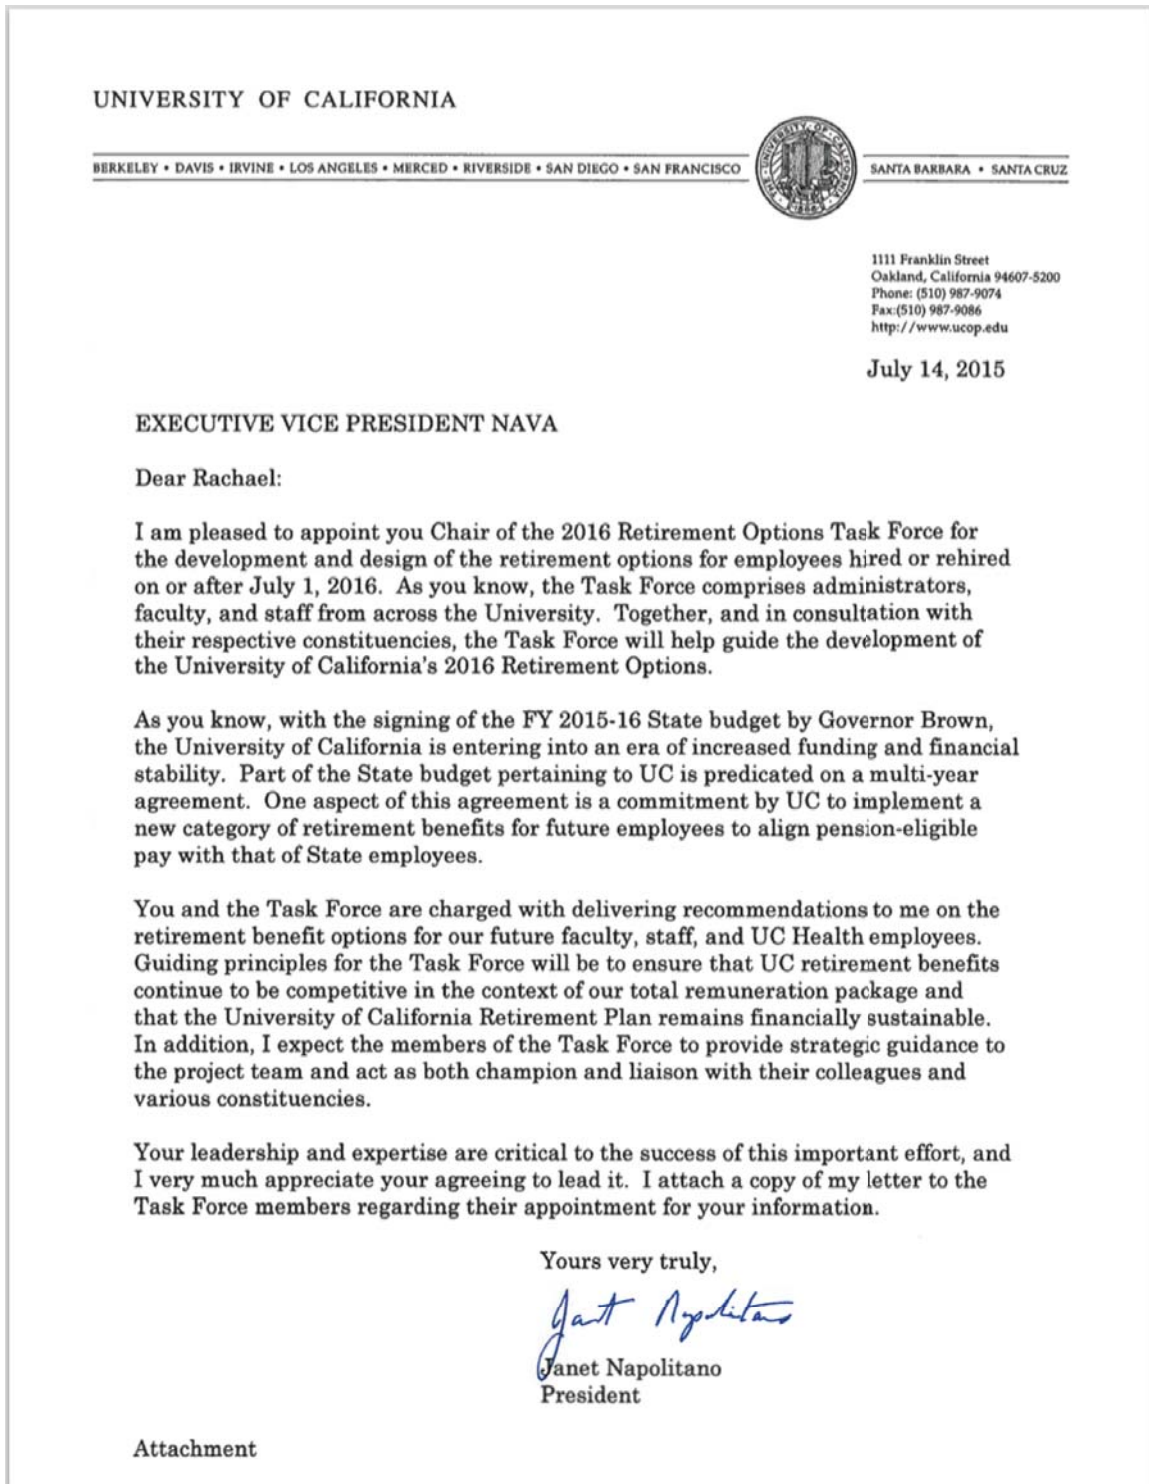 UNIVERSITY OF CALIFORNIA
BERKELEY • DAVIS • IRVINE • LOS ANGELES • MERCED • RIVERSIDE • SAN DIEGO • SAN FRANCISCO
THE UNIVERSITY OF CALIFORNIA 1868
SANTA BARBARA • SANTA CRUZ
1111 Franklin Street
Oakland, California 94607-5200
Phone: (510) 987-9074
Fax:(510) 987-9086
http://www.ucop.edu
July 14, 2015
EXECUTIVE VICE PRESIDENT NAVA
Dear Rachael:
I am pleased to appoint you Chair of the 2016 Retirement Options Task Force for
the development and design of the retirement options for employees hired or rehired
on or after July 1, 2016. As you know, the Task Force comprises administrators,
faculty, and staff from across the University. Together, and in consultation with
their respective constituencies, the Task Force will help guide the development of
the University of California's 2016 Retirement Options.
As you know, with the signing of the FY 2015-16 State budget by Governor Brown,
the University of California is entering into an era of increased funding and financial
stability. Part of the State budget pertaining to UC is predicated on a multi-year
agreement. One aspect of this agreement is a commitment by UC to implement a
new category of retirement benefits for future employees to align pension-eligible
pay with that of State employees.
You and the Task Force are charged with delivering recommendations to me on the
retirement benefit options for our future faculty, staff, and UC Health employees.
Guiding principles for the Task Force will be to ensure that UC retirement benefits
continue to be competitive in the context of our total remuneration package and
that the University of California Retirement Plan remains financially sustainable.
In addition, I expect the members of the Task Force to provide strategic guidance to
the project team and act as both champion and liaison with their colleagues and
various constituencies.
Your leadership and expertise are critical to the success of this important effort, and
I very much appreciate your agreeing to lead it. I attach a copy of my letter to the
Task Force members regarding their appointment for your information.
Yours very truly,
Janet Napolitano
Janet Napolitano
President
Attachment